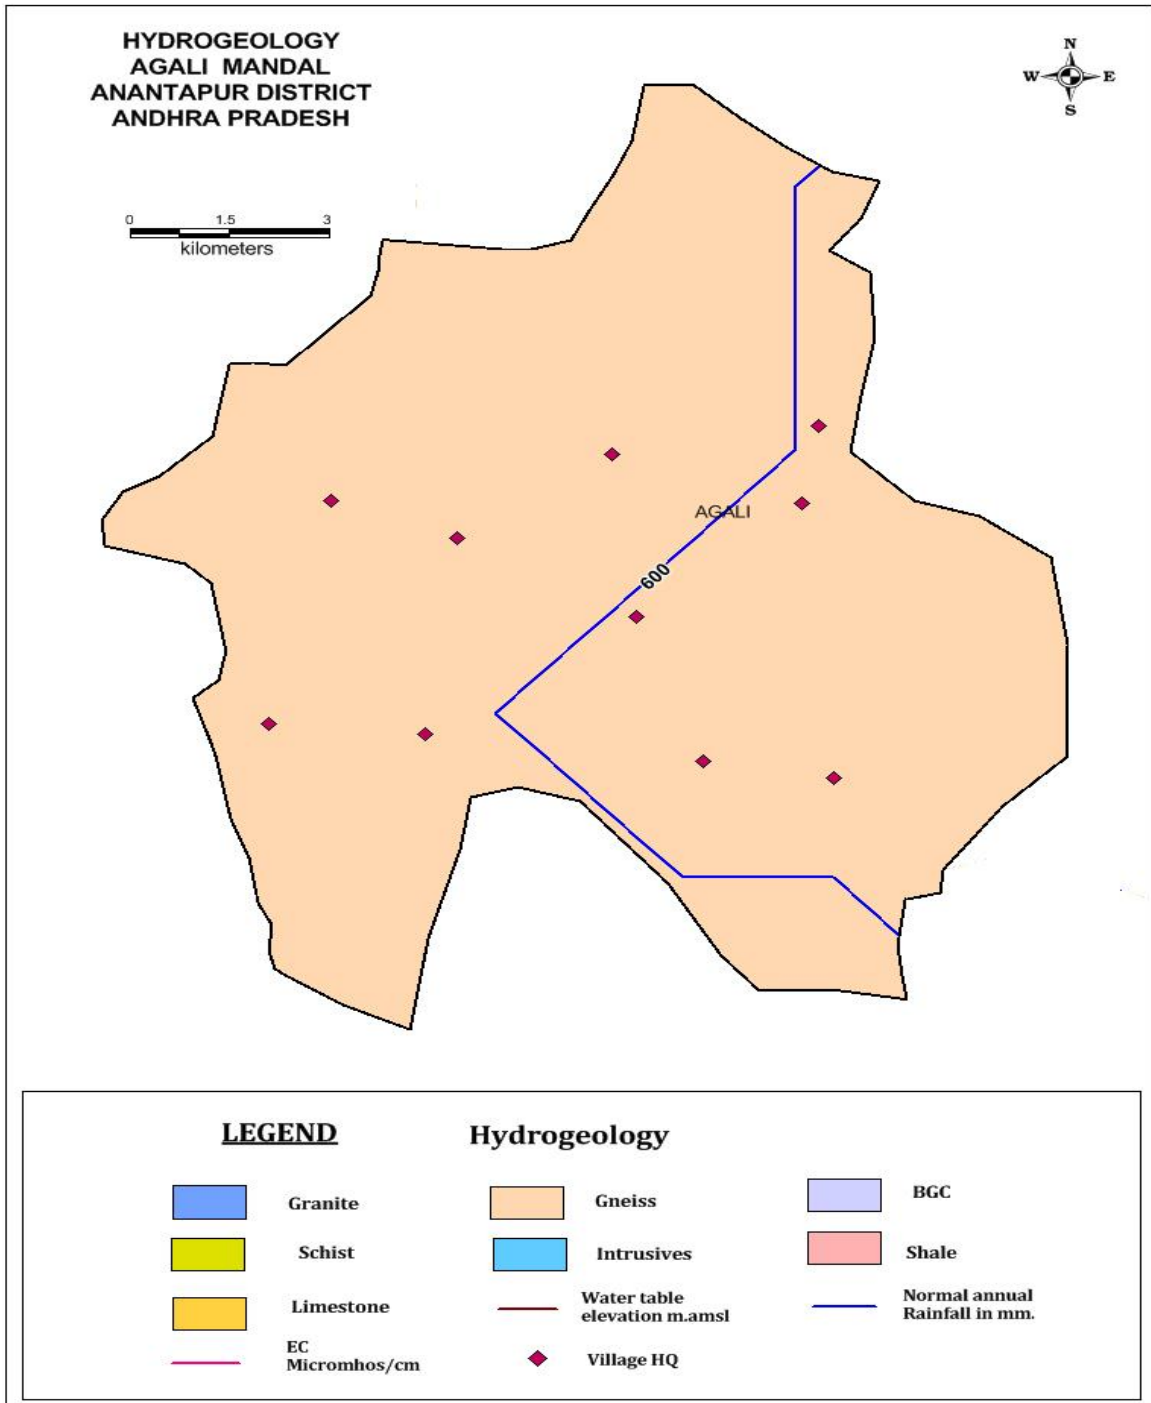 HYDROGEOLOGY
AGALI MANDAL
ANANTAPUR DISTRICT
ANDHRA PRADESH
N
W E
S
0 1.5 3
kilometers
AGALI
600
LEGEND
Hydrogeology
Granite
Gneiss
BGC
Schist
Intrusives
Shale
Limestone
Water table
elevation m.amsl
Normal annual
Rainfall in mm.
EC
Micromhos/cm
Village HQ